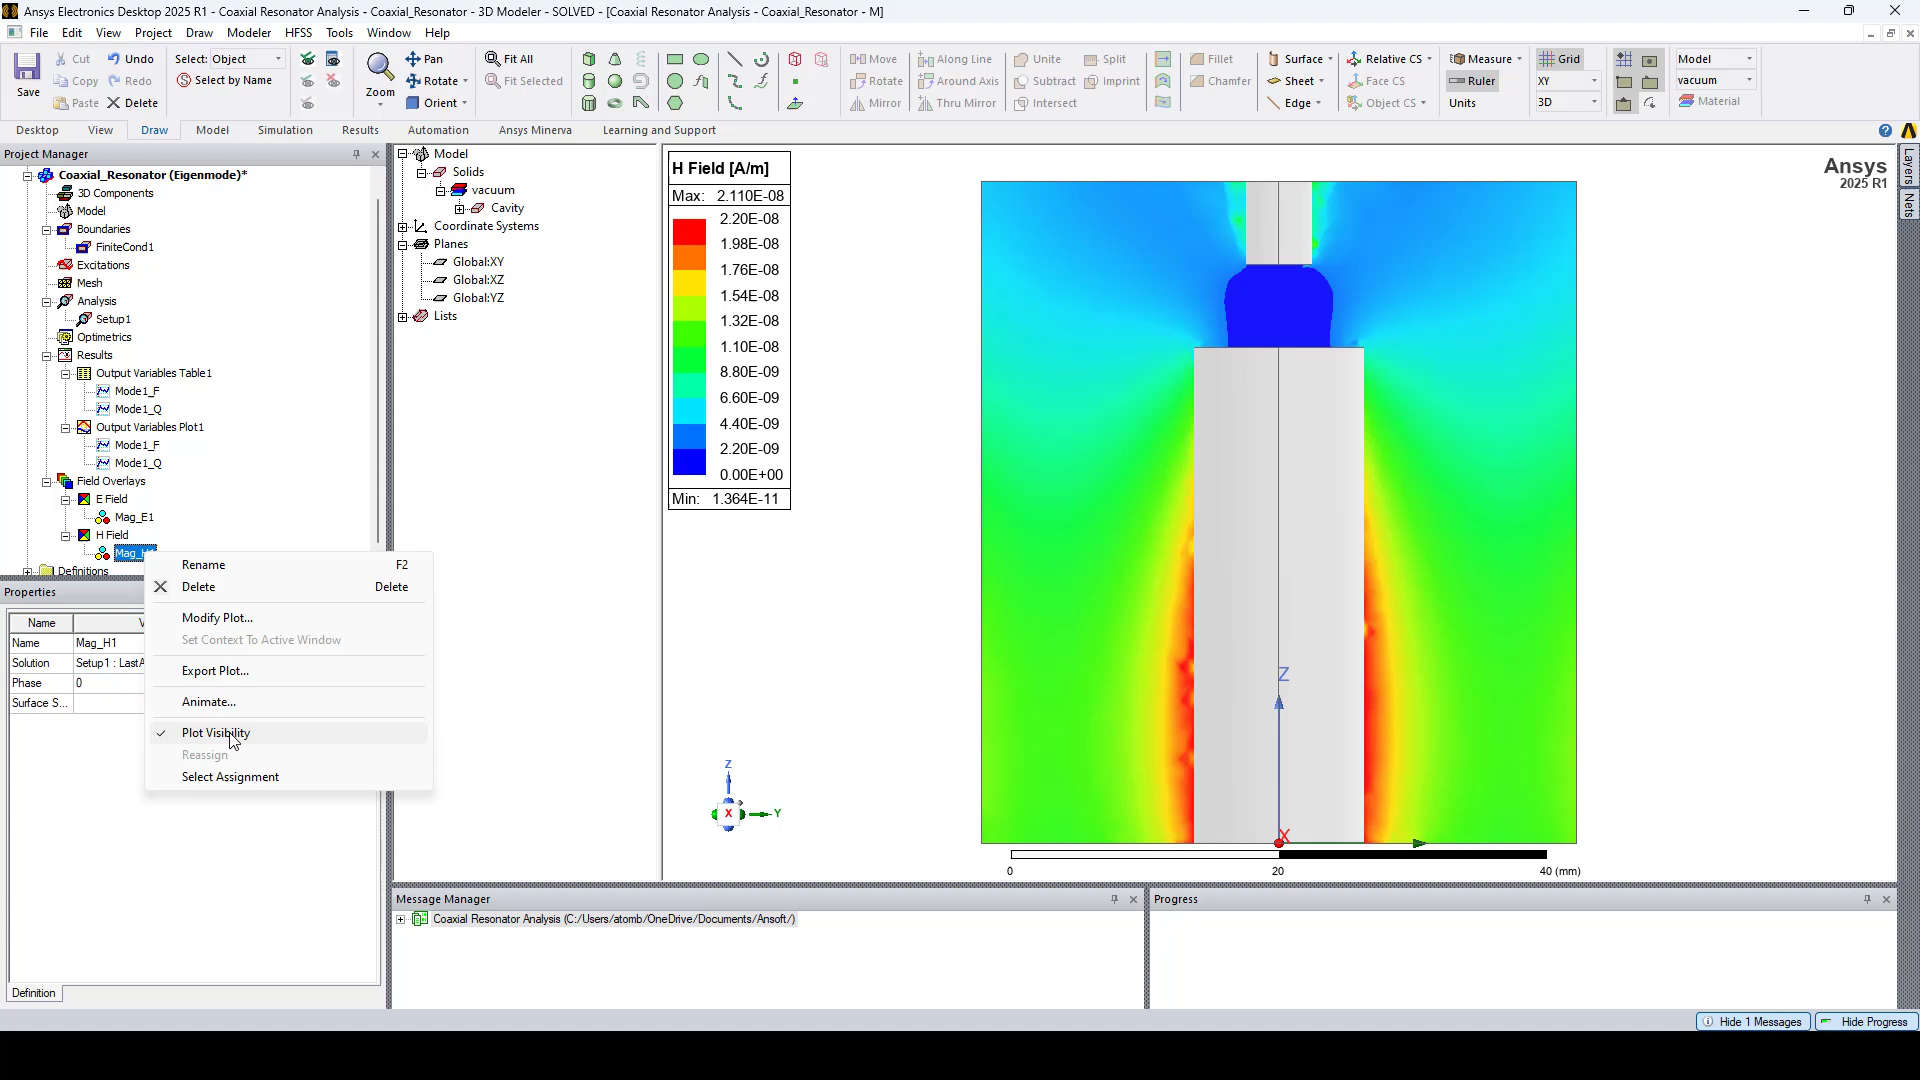 Ansys Electronics Desktop 2025 R1 - Coaxial Resonator Analysis - Coaxial_Resonator - 3D Modeler - SOLVED - [Coaxial Resonator Analysis - Coaxial_Resonator - M]
File Edit View Project Draw Modeler HFSS Tools Window Help
Save
Cut
Copy
Paste
Undo
Redo
Delete
Select: Object
Select by Name
Zoom
Pan
Rotate
Orient
Fit All
Fit Selected
Move
Rotate
Mirror
Along Line
Around Axis
Thru Mirror
Unite
Subtract
Intersect
Split
Imprint
Fillet
Chamfer
Surface
Sheet
Edge
Relative CS
Face CS
Object CS
Measure
Ruler
Units
Grid
XY
3D
Model
vacuum
Material
Desktop View Draw Model Simulation Results Automation Ansys Minerva Learning and Support
Project Manager
Coaxial_Resonator (Eigenmode)*
3D Components
Model
Boundaries
FiniteCond1
Excitations
Mesh
Analysis
Setup1
Optimetrics
Results
Output Variables Table1
Mode1_F
Mode1_Q
Output Variables Plot1
Mode1_F
Mode1_Q
Field Overlays
E Field
Mag_E1
H Field
Mag_H1
Definitions
Rename F2
Delete Delete
Modify Plot...
Set Context To Active Window
Export Plot...
Animate...
Plot Visibility
Reassign
Select Assignment
Properties
Name V
Name Mag_H1
Solution Setup1 : LastA
Phase 0
Surface S...
Definition
Model
Solids
vacuum
Cavity
Coordinate Systems
Planes
Global:XY
Global:XZ
Global:YZ
Lists
H Field [A/m]
Max: 2.110E-08
2.20E-08
1.98E-08
1.76E-08
1.54E-08
1.32E-08
1.10E-08
8.80E-09
6.60E-09
4.40E-09
2.20E-09
0.00E+00
Min: 1.364E-11
Ansys
2025 R1
Layers
Nets
Z
X
Z
X
Y
0 20 40 (mm)
Message Manager
Coaxial Resonator Analysis (C:/Users/atomb/OneDrive/Documents/Ansoft/)
Progress
Hide 1 Messages
Hide Progress